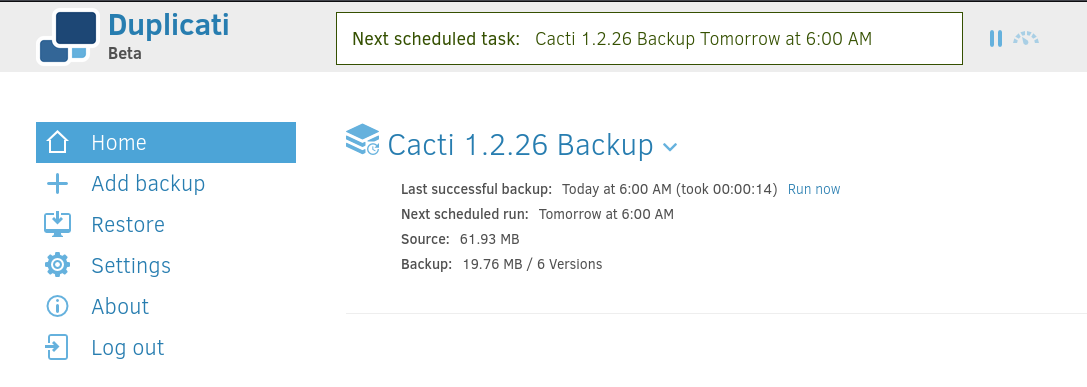 Duplicati
Beta
Next scheduled task: Cacti 1.2.26 Backup Tomorrow at 6:00 AM
Home
Add backup
Restore
Settings
About
Log out
Cacti 1.2.26 Backup
Last successful backup: Today at 6:00 AM (took 00:00:14) Run now
Next scheduled run: Tomorrow at 6:00 AM
Source: 61.93 MB
Backup: 19.76 MB / 6 Versions